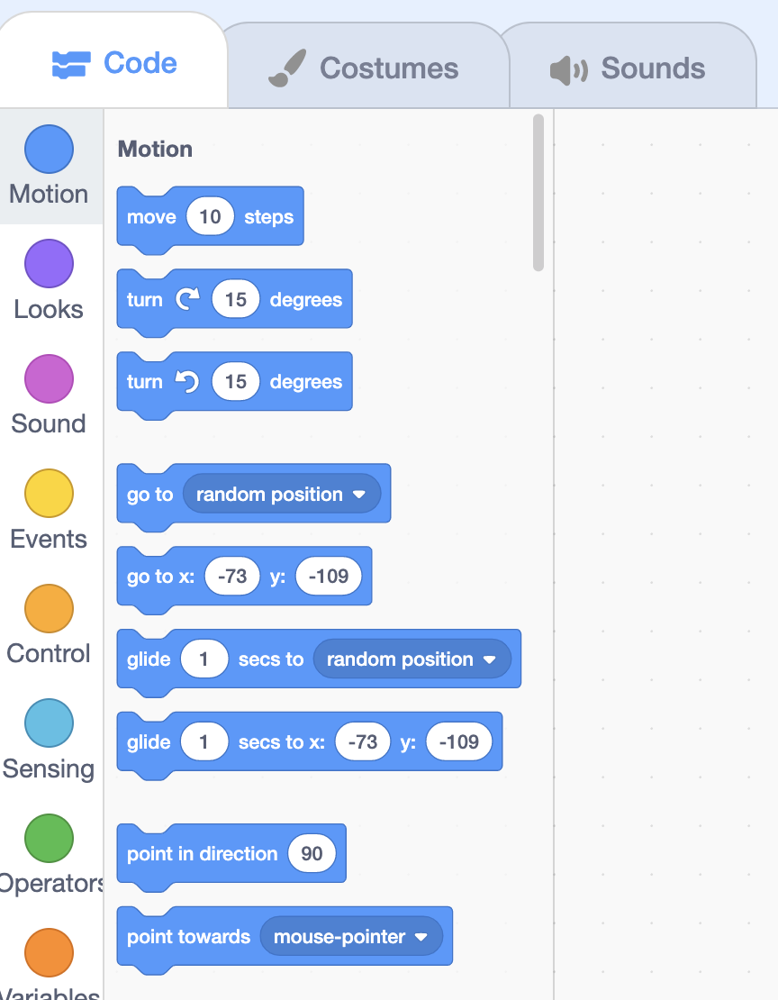 Code Costumes Sounds
Motion
Looks
Sound
Events
Control
Sensing
Operators
Variables
Motion
move 10 steps
turn 15 degrees
turn 15 degrees
go to random position
go to x: -73 y: -109
glide 1 secs to random position
glide 1 secs to x: -73 y: -109
point in direction 90
point towards mouse-pointer